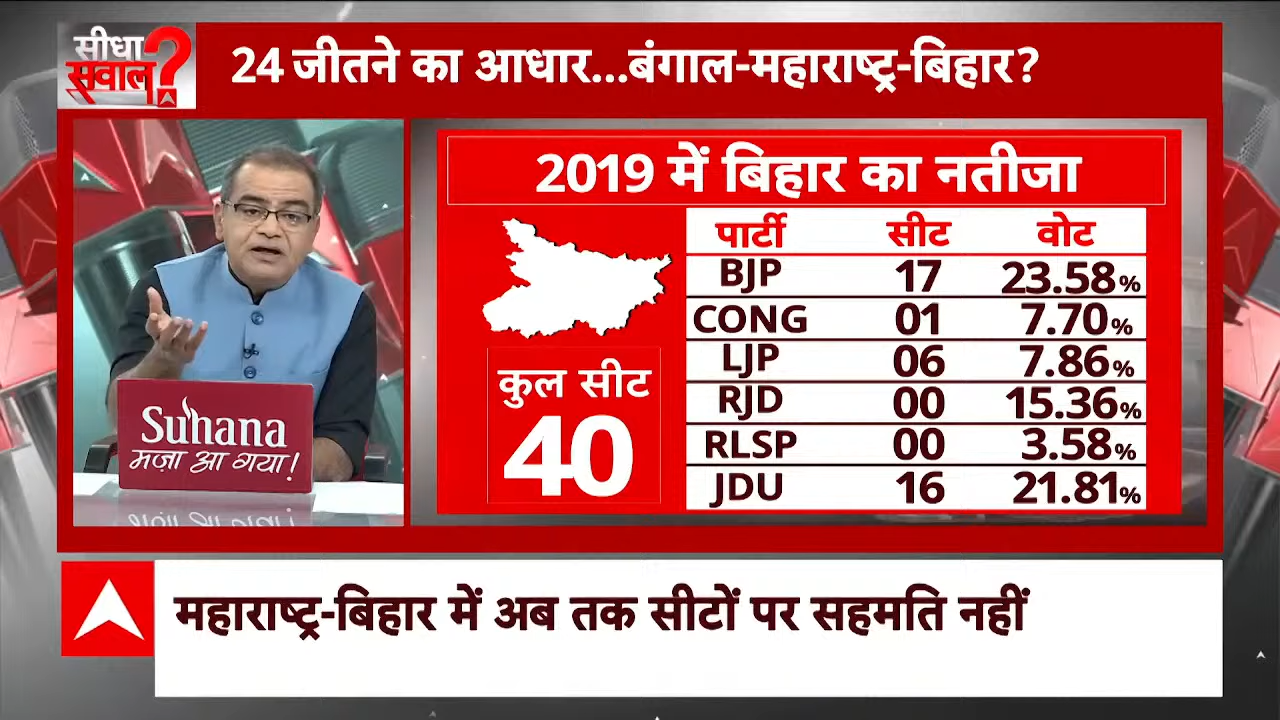 सीधा
सवाल?
24 जीतने का आधार...बंगाल-महाराष्ट्र-बिहार?
2019 में बिहार का नतीजा
पार्टी सीट वोट
BJP 17 23.58%
CONG 01 7.70%
LJP 06 7.86%
RJD 00 15.36%
RLSP 00 3.58%
JDU 16 21.81%
कुल सीट
40
Suhana
मज़ा आ गया!
महाराष्ट्र-बिहार में अब तक सीटों पर सहमति नहीं